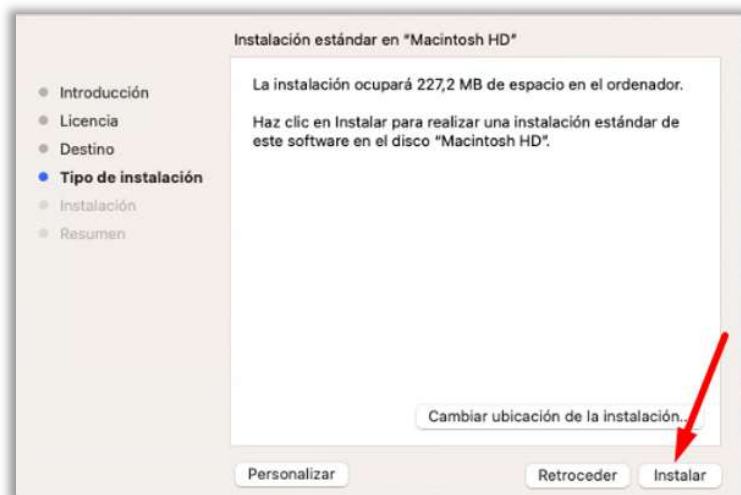 Instalación estándar en "Macintosh HD"
Introducción
Licencia
Destino
Tipo de instalación
Instalación
Resumen
La instalación ocupará 227,2 MB de espacio en el ordenador.
Haz clic en Instalar para realizar una instalación estándar de
este software en el disco "Macintosh HD".
Cambiar ubicación de la instalación...
Personalizar
Retroceder
Instalar